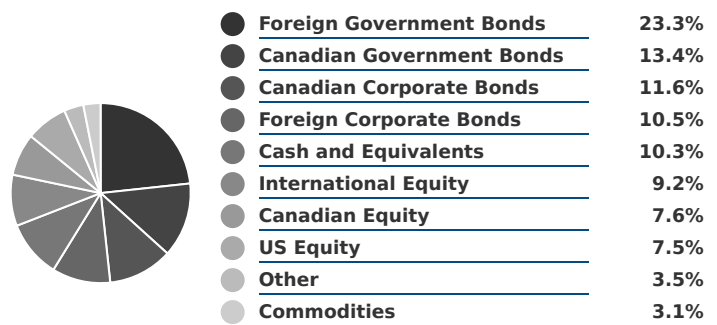 Foreign Government Bonds 23.3%
Canadian Government Bonds 13.4%
Canadian Corporate Bonds 11.6%
Foreign Corporate Bonds 10.5%
Cash and Equivalents 10.3%
International Equity 9.2%
Canadian Equity 7.6%
US Equity 7.5%
Other 3.5%
Commodities 3.1%